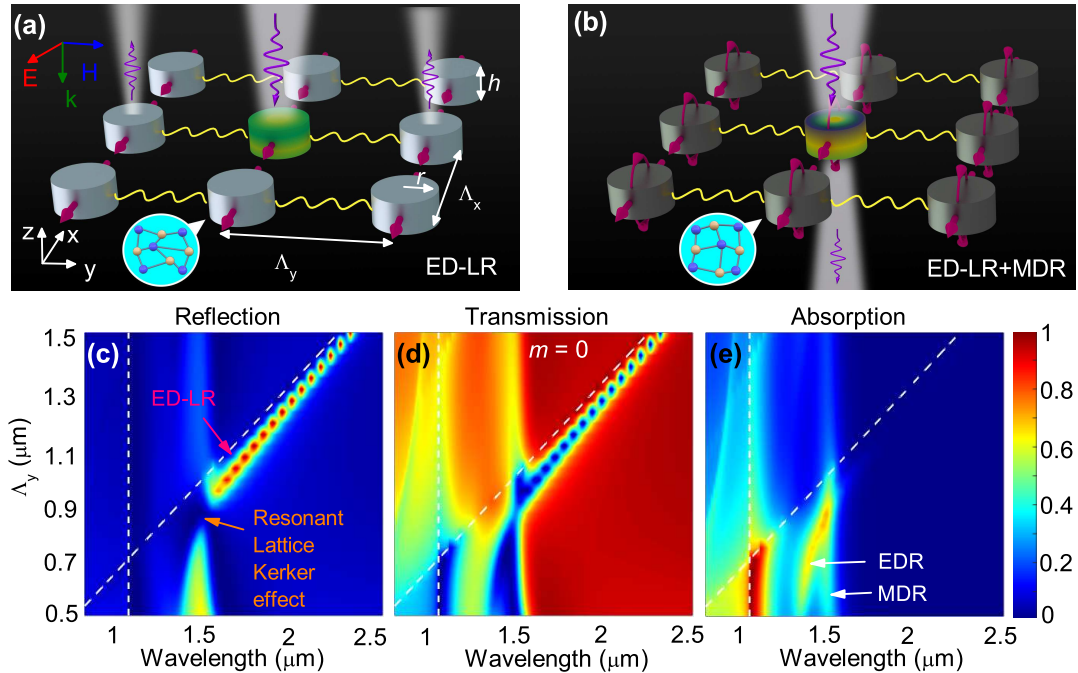 (a)
E
H
k
h
r
Λx
Λy
z
x
y
ED-LR
(b)
ED-LR+MDR
Reflection
Transmission
Absorption
(c)
ED-LR
Resonant
Lattice
Kerker
effect
(d)
m = 0
(e)
EDR
MDR
Λy (μm)
1.5
1.3
1.1
0.9
0.7
0.5
1 1.5 2 2.5
1 1.5 2 2.5
1 1.5 2 2.5
Wavelength (μm)
Wavelength (μm)
Wavelength (μm)
1
0.8
0.6
0.4
0.2
0